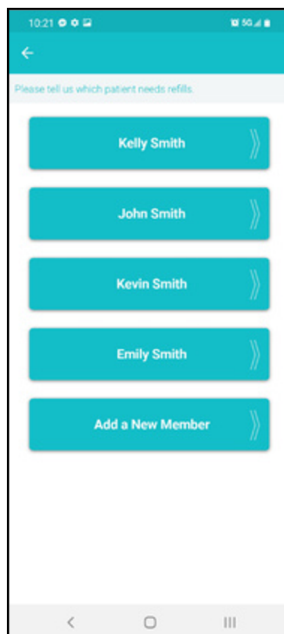 10:21
5G
Please tell us which patient needs refills.
Kelly Smith
John Smith
Kevin Smith
Emily Smith
Add a New Member